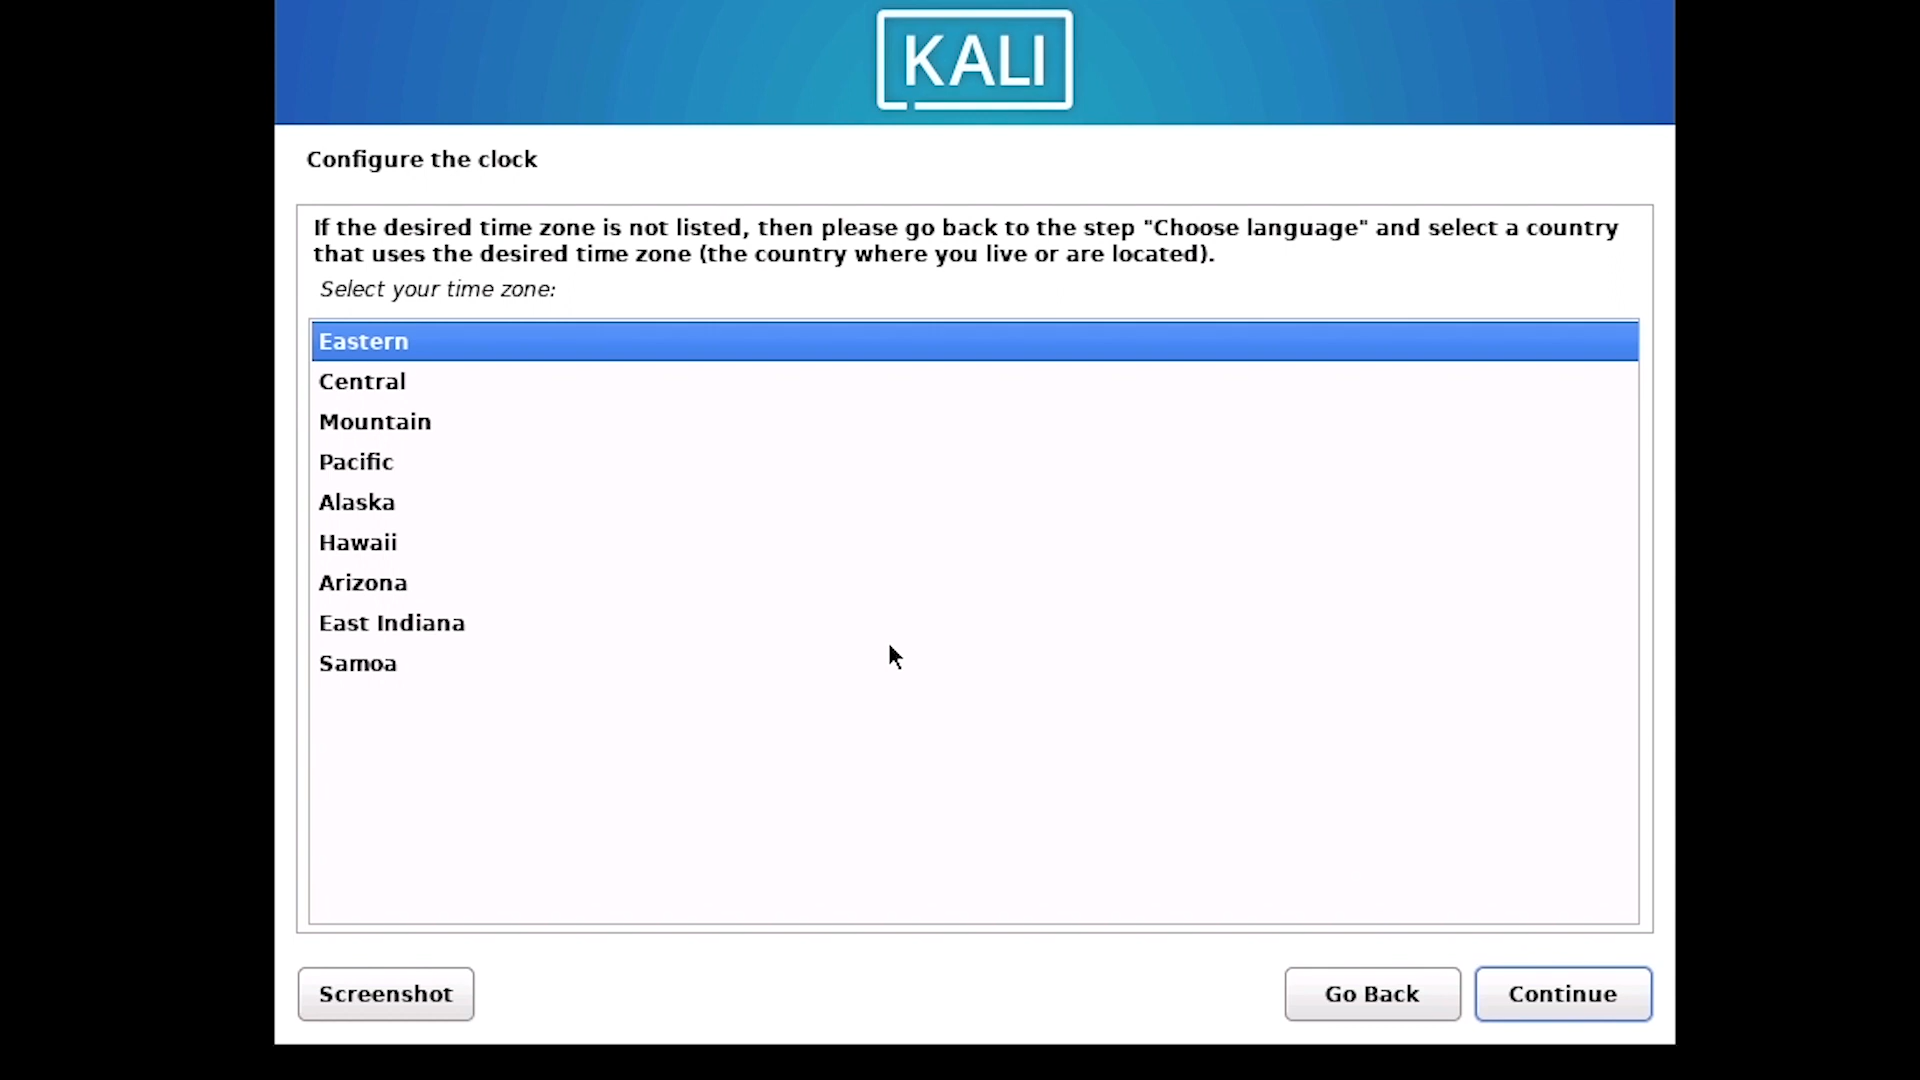 KALI
Configure the clock
If the desired time zone is not listed, then please go back to the step "Choose language" and select a country
that uses the desired time zone (the country where you live or are located).
Select your time zone:
Eastern
Central
Mountain
Pacific
Alaska
Hawaii
Arizona
East Indiana
Samoa
Screenshot
Go Back
Continue